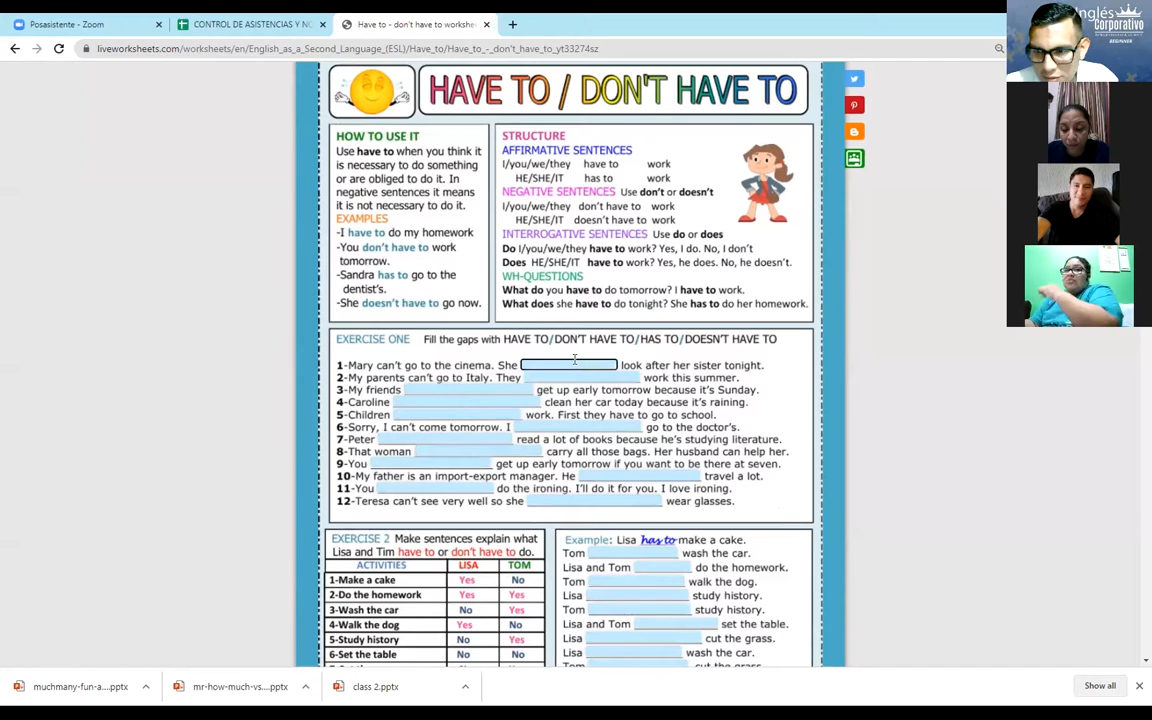 Posasistente - Zoom
CONTROL DE ASISTENCIAS Y NO
Have to - don't have to workshe
liveworksheets.com/worksheets/en/English_as_a_Second_Language_(ESL)/Have_to/Have_to_-_don't_have_to_yt33274sz
Inglés
Corporativo
BEGINNER
HAVE TO / DON'T HAVE TO
HOW TO USE IT
Use have to when you think it
is necessary to do something
or are obliged to do it. In
negative sentences it means
it is not necessary to do it.
EXAMPLES
-I have to do my homework
-You don't have to work
tomorrow.
-Sandra has to go to the
dentist's.
-She doesn't have to go now.
STRUCTURE
AFFIRMATIVE SENTENCES
I/you/we/they have to work
HE/SHE/IT has to work
NEGATIVE SENTENCES Use don't or doesn't
I/you/we/they don't have to work
HE/SHE/IT doesn't have to work
INTERROGATIVE SENTENCES Use do or does
Do I/you/we/they have to work? Yes, I do. No, I don't
Does HE/SHE/IT have to work? Yes, he does. No, he doesn't.
WH-QUESTIONS
What do you have to do tomorrow? I have to work.
What does she have to do tonight? She has to do her homework.
EXERCISE ONE Fill the gaps with HAVE TO/DON'T HAVE TO/HAS TO/DOESN'T HAVE TO
1-Mary can't go to the cinema. She look after her sister tonight.
2-My parents can't go to Italy. They work this summer.
3-My friends get up early tomorrow because it's Sunday.
4-Caroline clean her car today because it's raining.
5-Children work. First they have to go to school.
6-Sorry, I can't come tomorrow. I go to the doctor's.
7-Peter read a lot of books because he's studying literature.
8-That woman carry all those bags. Her husband can help her.
9-You get up early tomorrow if you want to be there at seven.
10-My father is an import-export manager. He travel a lot.
11-You do the ironing. I'll do it for you. I love ironing.
12-Teresa can't see very well so she wear glasses.
EXERCISE 2 Make sentences explain what
Lisa and Tim have to or don't have to do.
ACTIVITIES LISA TOM
1-Make a cake Yes No
2-Do the homework Yes Yes
3-Wash the car No Yes
4-Walk the dog Yes No
5-Study history No Yes
6-Set the table No No
Example: Lisa has to make a cake.
Tom wash the car.
Lisa and Tom do the homework.
Tom walk the dog.
Lisa study history.
Tom study history.
Lisa and Tom set the table.
Lisa cut the grass.
Lisa wash the car.
Tom cut the grass
muchmany-fun-a....pptx
mr-how-much-vs....pptx
class 2.pptx
Show all